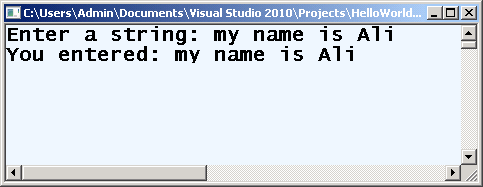 C:\Users\Admin\Documents\Visual Studio 2010\Projects\HelloWorld...
Enter a string: my name is Ali
You entered: my name is Ali